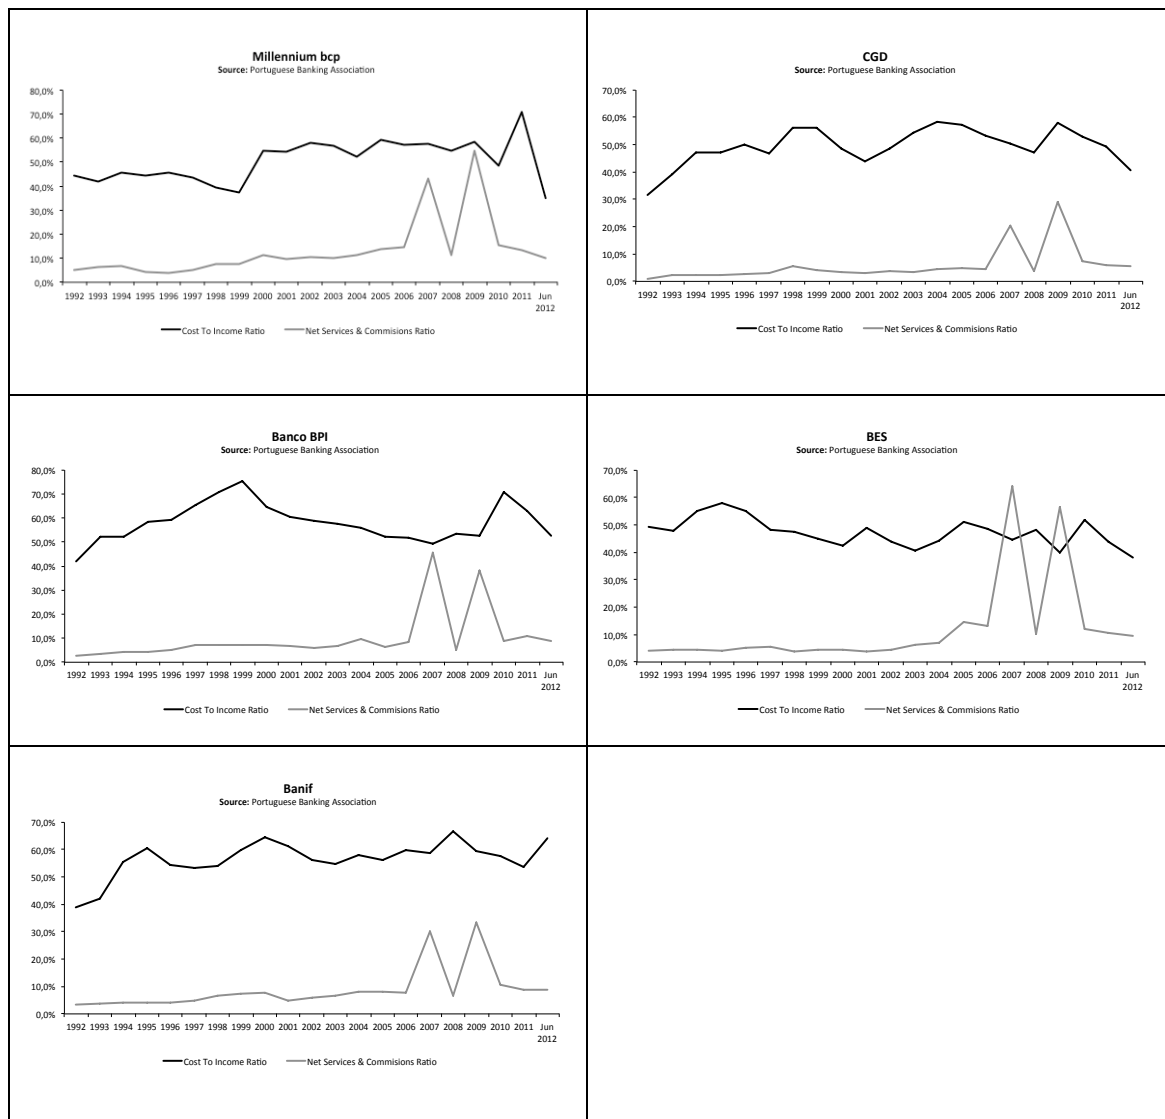 Millennium bcp
Source: Portuguese Banking Association
80,0%
70,0%
60,0%
50,0%
40,0%
30,0%
20,0%
10,0%
0,0%
1992 1993 1994 1995 1996 1997 1998 1999 2000 2001 2002 2003 2004 2005 2006 2007 2008 2009 2010 2011 Jun
2012
Cost To Income Ratio Net Services & Commisions Ratio
CGD
Source: Portuguese Banking Association
70,0%
60,0%
50,0%
40,0%
30,0%
20,0%
10,0%
0,0%
1992 1993 1994 1995 1996 1997 1998 1999 2000 2001 2002 2003 2004 2005 2006 2007 2008 2009 2010 2011 Jun
2012
Cost To Income Ratio Net Services & Commisions Ratio
Banco BPI
Source: Portuguese Banking Association
80,0%
70,0%
60,0%
50,0%
40,0%
30,0%
20,0%
10,0%
0,0%
1992 1993 1994 1995 1996 1997 1998 1999 2000 2001 2002 2003 2004 2005 2006 2007 2008 2009 2010 2011 Jun
2012
Cost To Income Ratio Net Services & Commisions Ratio
BES
Source: Portuguese Banking Association
70,0%
60,0%
50,0%
40,0%
30,0%
20,0%
10,0%
0,0%
1992 1993 1994 1995 1996 1997 1998 1999 2000 2001 2002 2003 2004 2005 2006 2007 2008 2009 2010 2011 Jun
2012
Cost To Income Ratio Net Services & Commisions Ratio
Banif
Source: Portuguese Banking Association
70,0%
60,0%
50,0%
40,0%
30,0%
20,0%
10,0%
0,0%
1992 1993 1994 1995 1996 1997 1998 1999 2000 2001 2002 2003 2004 2005 2006 2007 2008 2009 2010 2011 Jun
2012
Cost To Income Ratio Net Services & Commisions Ratio